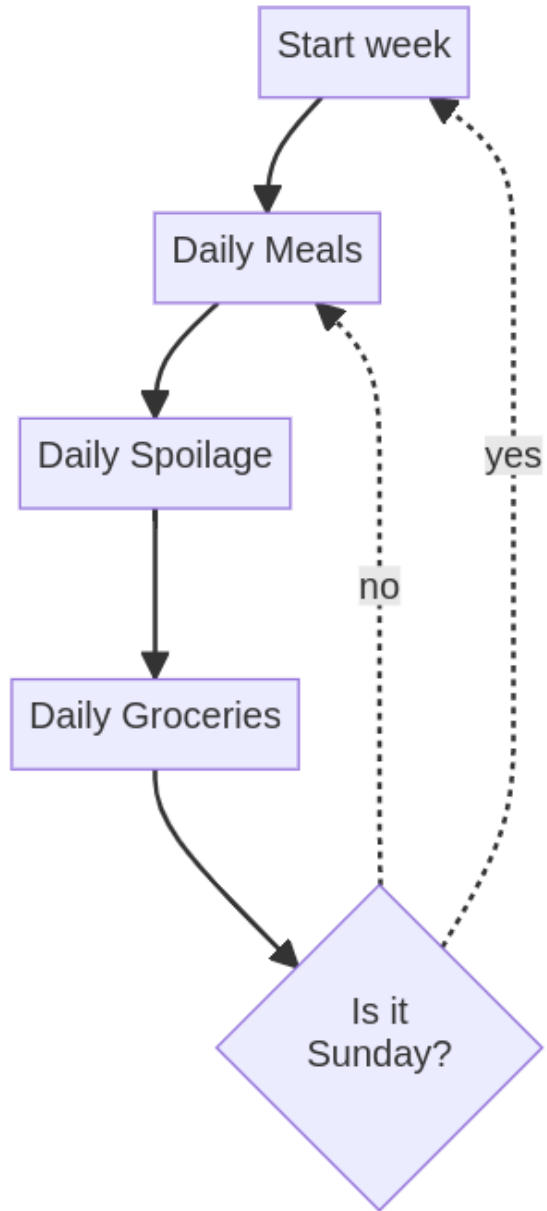 Start week
Daily Meals
Daily Spoilage
yes
no
Daily Groceries
Is it
Sunday?